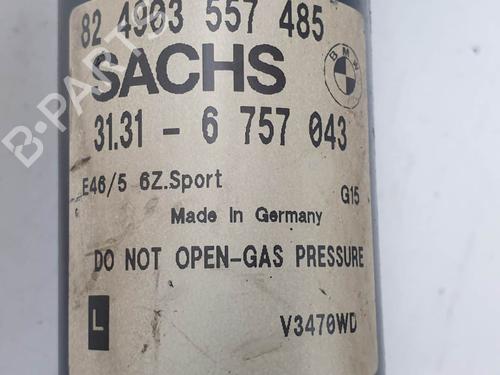 82 4903 557 485
SACHS
BMW
31.31 - 6 757 043
E46/5 6Z.Sport
G15
Made In Germany
DO NOT OPEN-GAS PRESSURE
L
V3470WD
B-PARTS